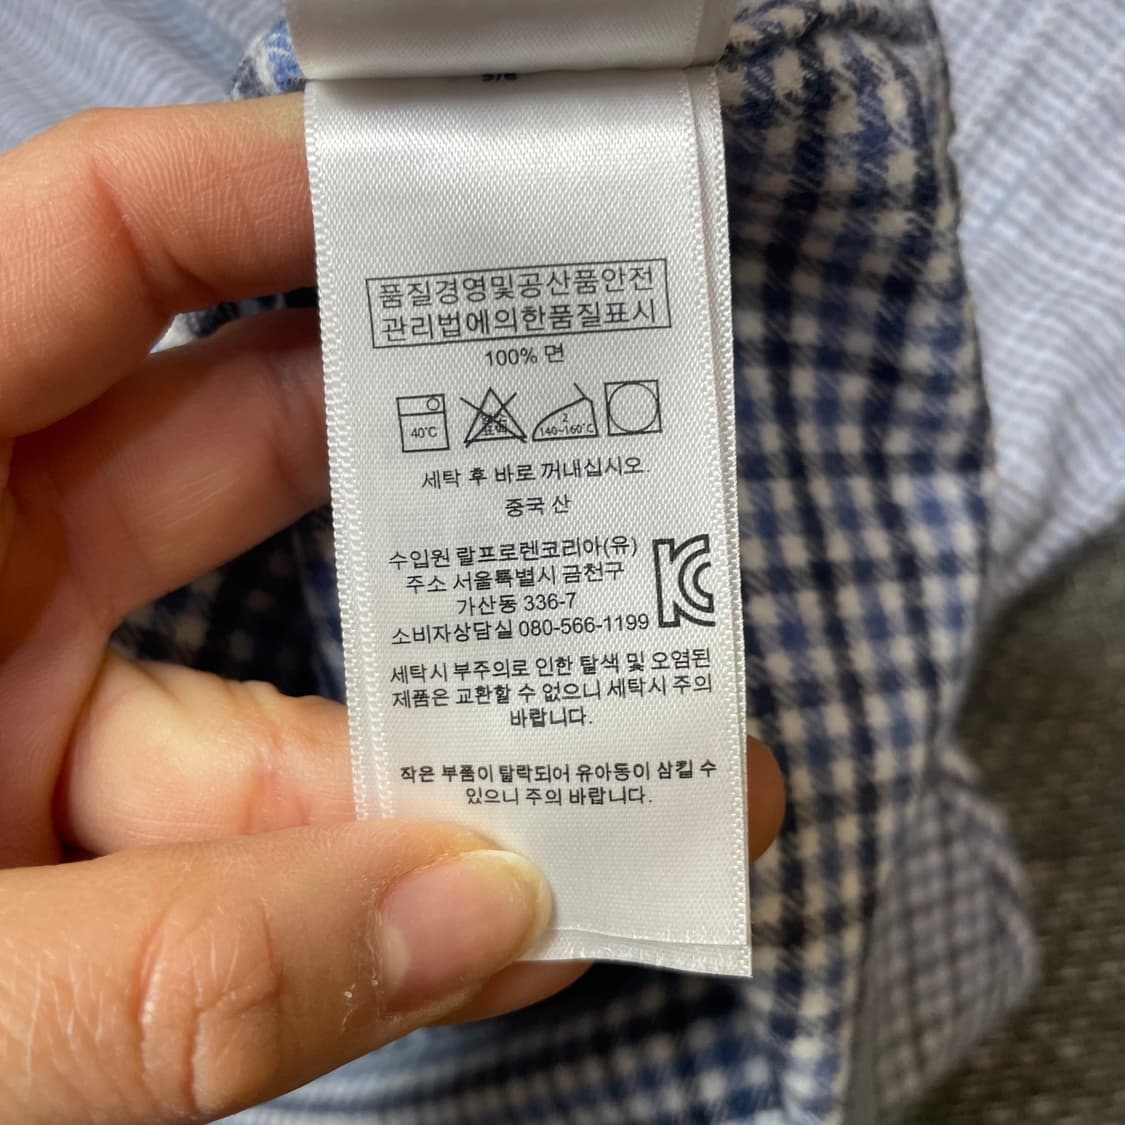 품질경영및공산품안전
관리법에의한품질표시
100% 면
40℃
2
140~160℃
세탁 후 바로 꺼내십시오.
중국 산
수입원 랄프로렌코리아(유)
주소 서울특별시 금천구
가산동 336-7
소비자상담실 080-566-1199
세탁시 부주의로 인한 탈색 및 오염된
제품은 교환할 수 없으니 세탁시 주의
바랍니다.
작은 부품이 탈락되어 유아동이 삼킬 수
있으니 주의 바랍니다.